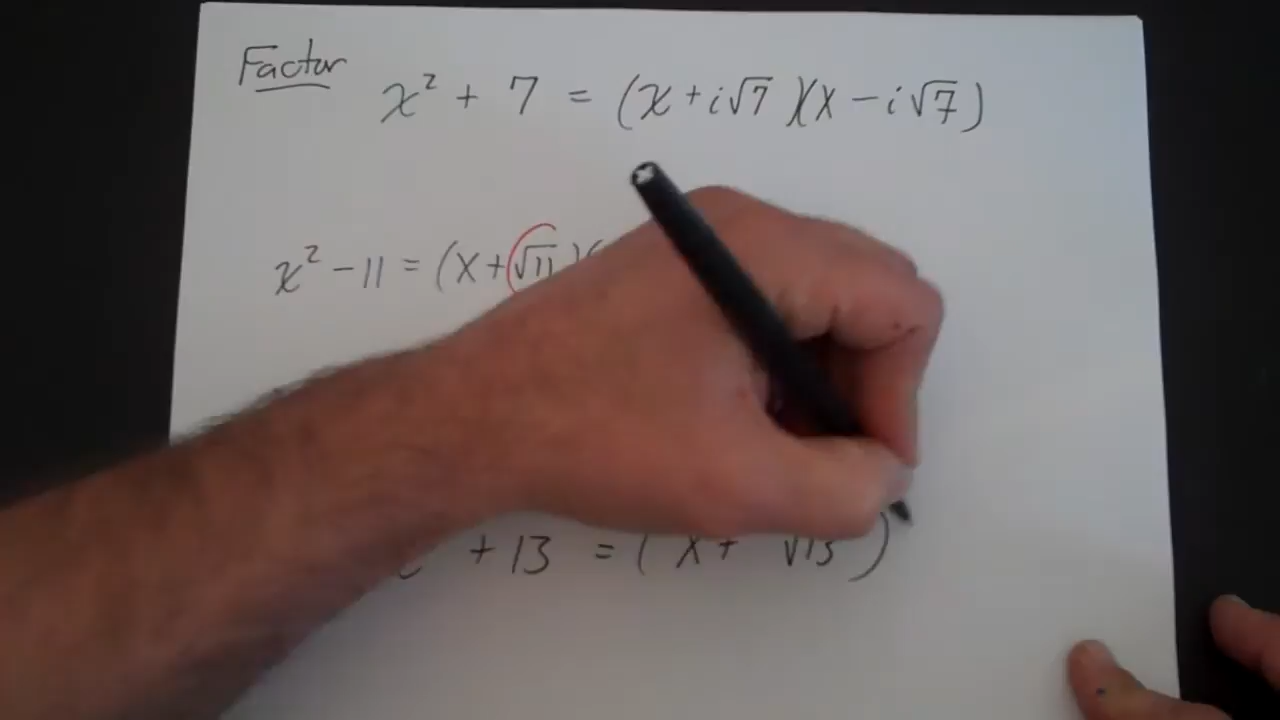 Factor
x² + 7 = (x + i√7)(x − i√7)
x² − 11 = (x + √11)(
+ 13 = (x + √13)